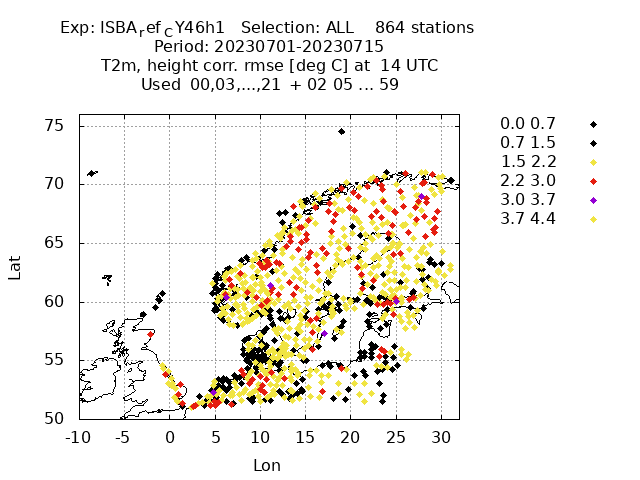 Exp: ISBA_ref_CY46h1 Selection: ALL 864 stations
Period: 20230701-20230715
T2m, height corr. rmse [deg C] at 14 UTC
Used 00,03,...,21 + 02 05 ... 59
0.0 0.7
0.7 1.5
1.5 2.2
2.2 3.0
3.0 3.7
3.7 4.4
75
70
65
60
55
50
Lat
-10 -5 0 5 10 15 20 25 30
Lon